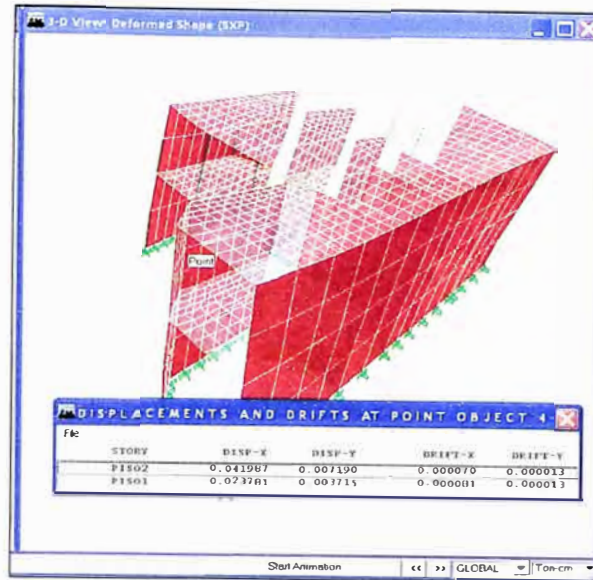 3-D View Deformed Shape (SXP)
Point
DISPLACEMENTS AND DRIFTS AT POINT OBJECT 4
File
STORY DISP-X DISP-Y DRIFT-X DRIFT-Y
PISO2 0.041987 0.007190 0.000070 0.000013
PISO1 0.023781 0.003715 0.000081 0.000013
Start Animation << >> GLOBAL Ton-cm